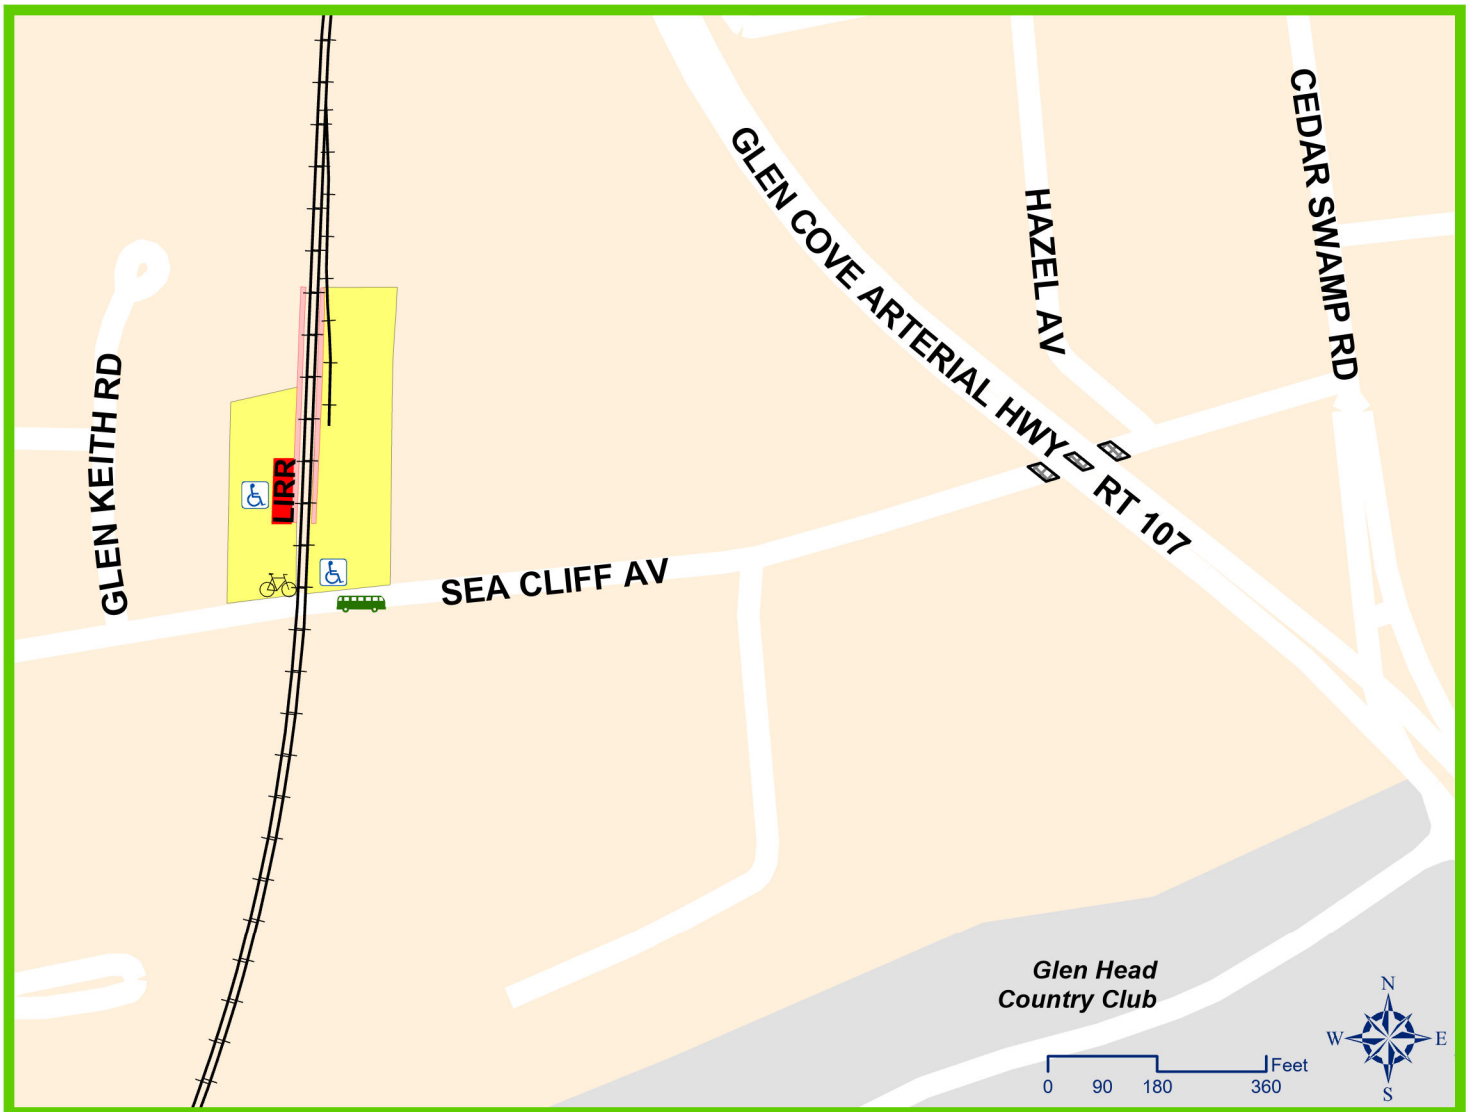 CEDAR SWAMP RD
GLEN COVE ARTERIAL HWY - RT 107
HAZEL AV
GLEN KEITH RD
LIRR
SEA CLIFF AV
Glen Head
Country Club
N
W E
S
Feet
0 90 180 360